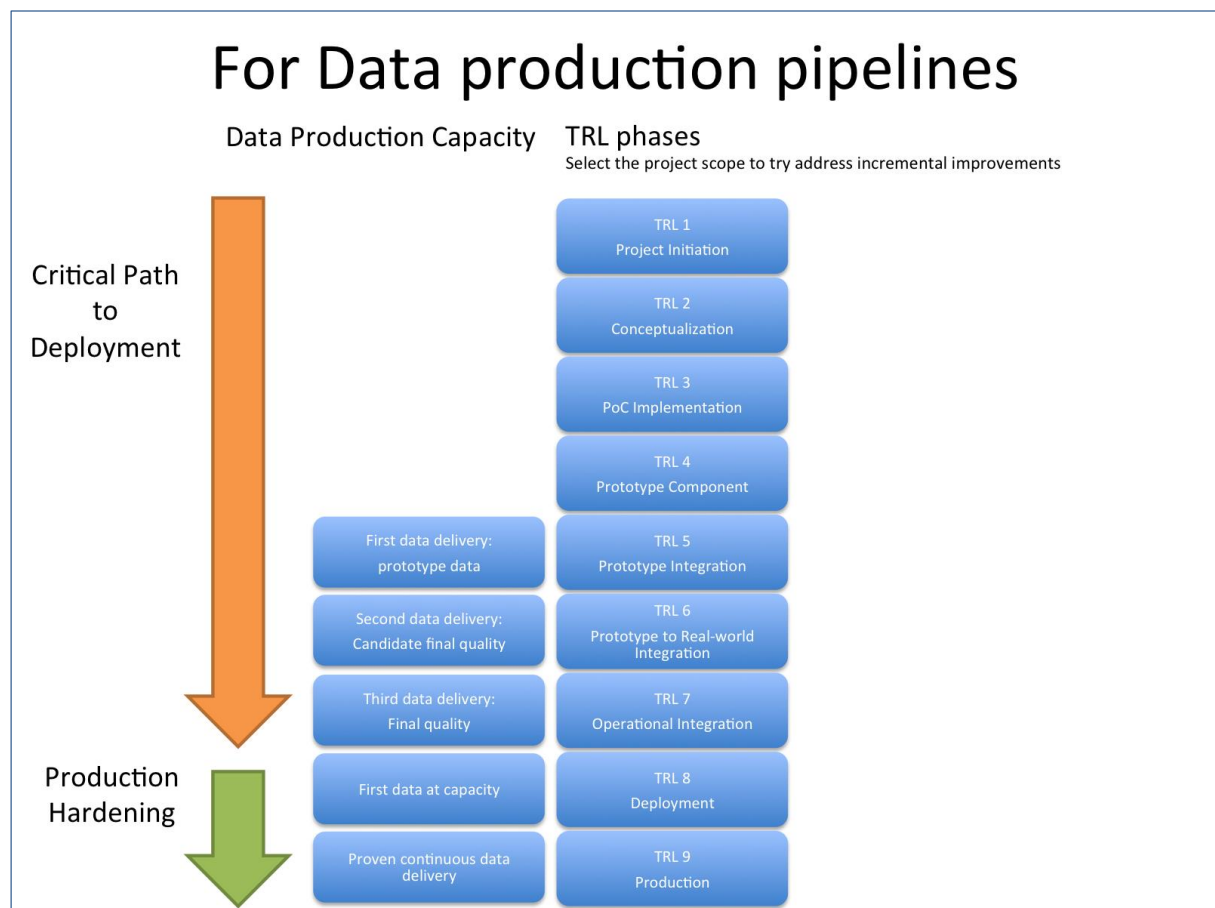 For Data production pipelines
Data Production Capacity
TRL phases
Select the project scope to try address incremental improvements
Critical Path
to
Deployment
TRL 1
Project Initiation
TRL 2
Conceptualization
TRL 3
PoC Implementation
TRL 4
Prototype Component
First data delivery:
prototype data
TRL 5
Prototype Integration
Second data delivery:
Candidate final quality
TRL 6
Prototype to Real-world
Integration
Third data delivery:
Final quality
TRL 7
Operational Integration
Production
Hardening
First data at capacity
TRL 8
Deployment
Proven continuous data
delivery
TRL 9
Production